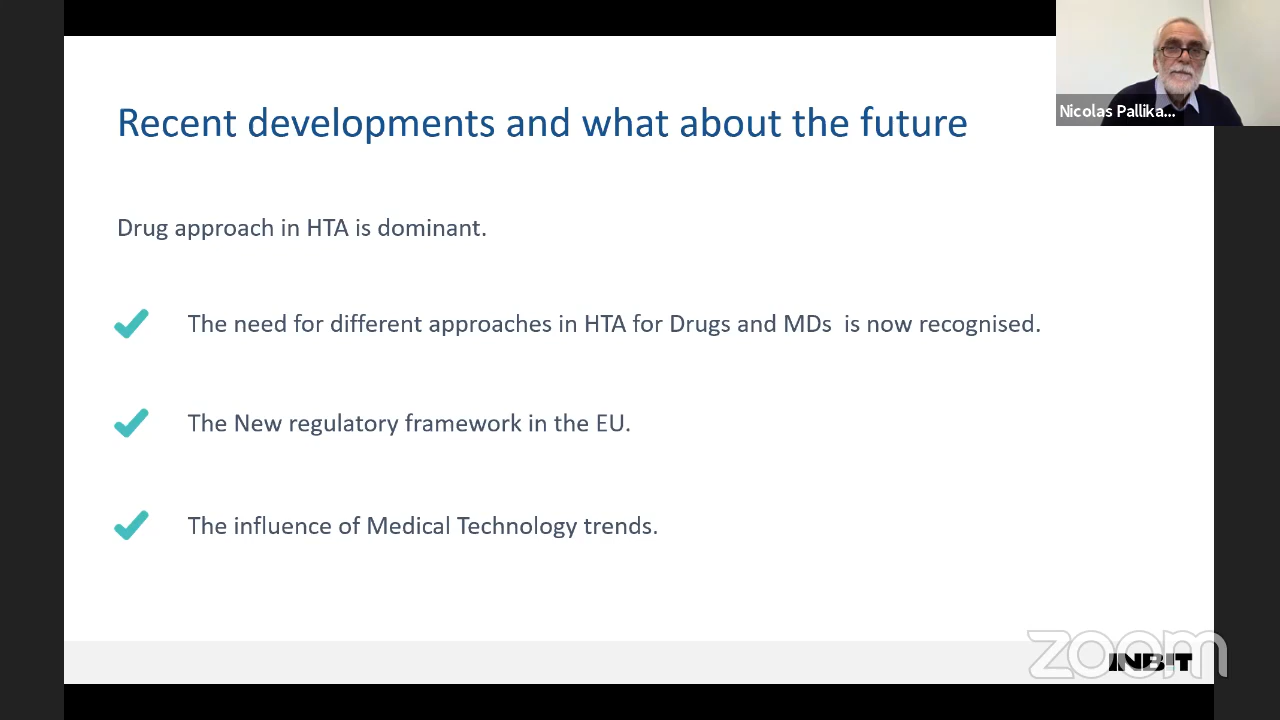 Recent developments and what about the future
Nicolas Pallika...
Drug approach in HTA is dominant.
The need for different approaches in HTA for Drugs and MDs is now recognised.
The New regulatory framework in the EU.
The influence of Medical Technology trends.
zoom
INB!T